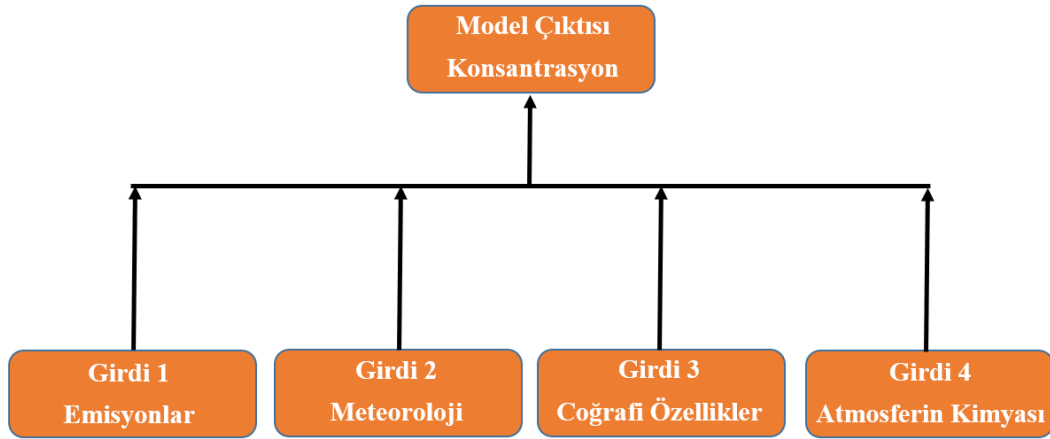 Model Çıktısı
Konsantrasyon
Girdi 1
Emisyonlar
Girdi 2
Meteoroloji
Girdi 3
Coğrafi Özellikler
Girdi 4
Atmosferin Kimyası